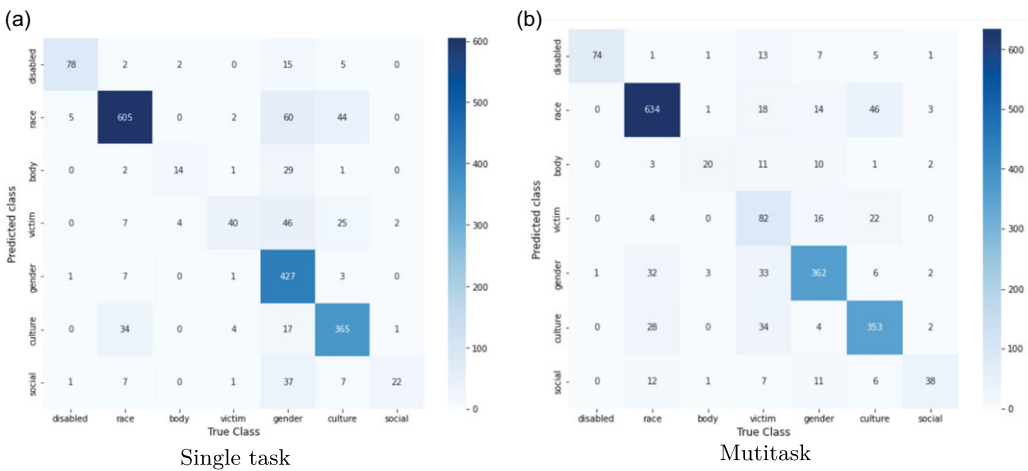 (a)
disabled 78 2 2 0 15 5 0
race 5 605 0 2 60 44 0
body 0 2 14 1 29 1 0
victim 0 7 4 40 46 25 2
gender 1 7 0 1 427 3 0
culture 0 34 0 4 17 365 1
social 1 7 0 1 37 7 22
disabled race body victim gender culture social
Predicted class
True Class
600
500
400
300
200
100
0
Single task
(b)
disabled 74 1 1 13 7 5 1
race 0 634 1 18 14 46 3
body 0 3 20 11 10 1 2
victim 0 4 0 82 16 22 0
gender 1 32 3 33 362 6 2
culture 0 28 0 34 4 353 2
social 0 12 1 7 11 6 38
disabled race body victim gender culture social
Predicted class
True Class
600
500
400
300
200
100
0
Mutitask